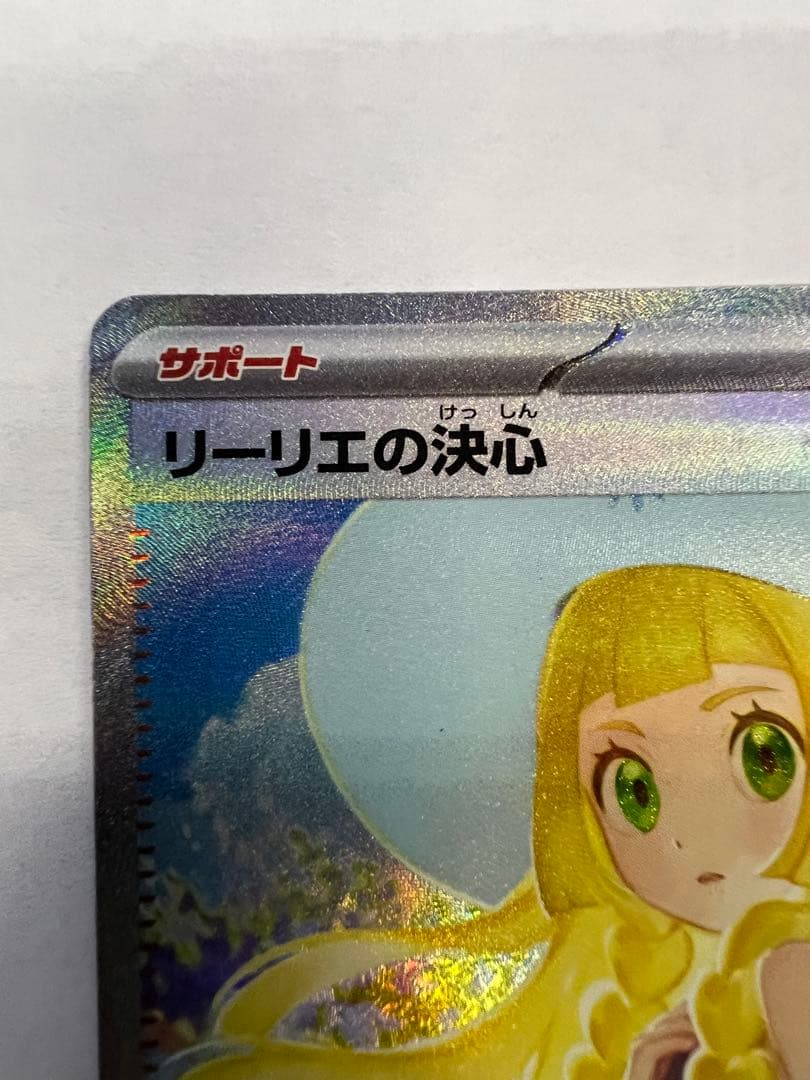 サポート
けっ しん
リーリエの決心